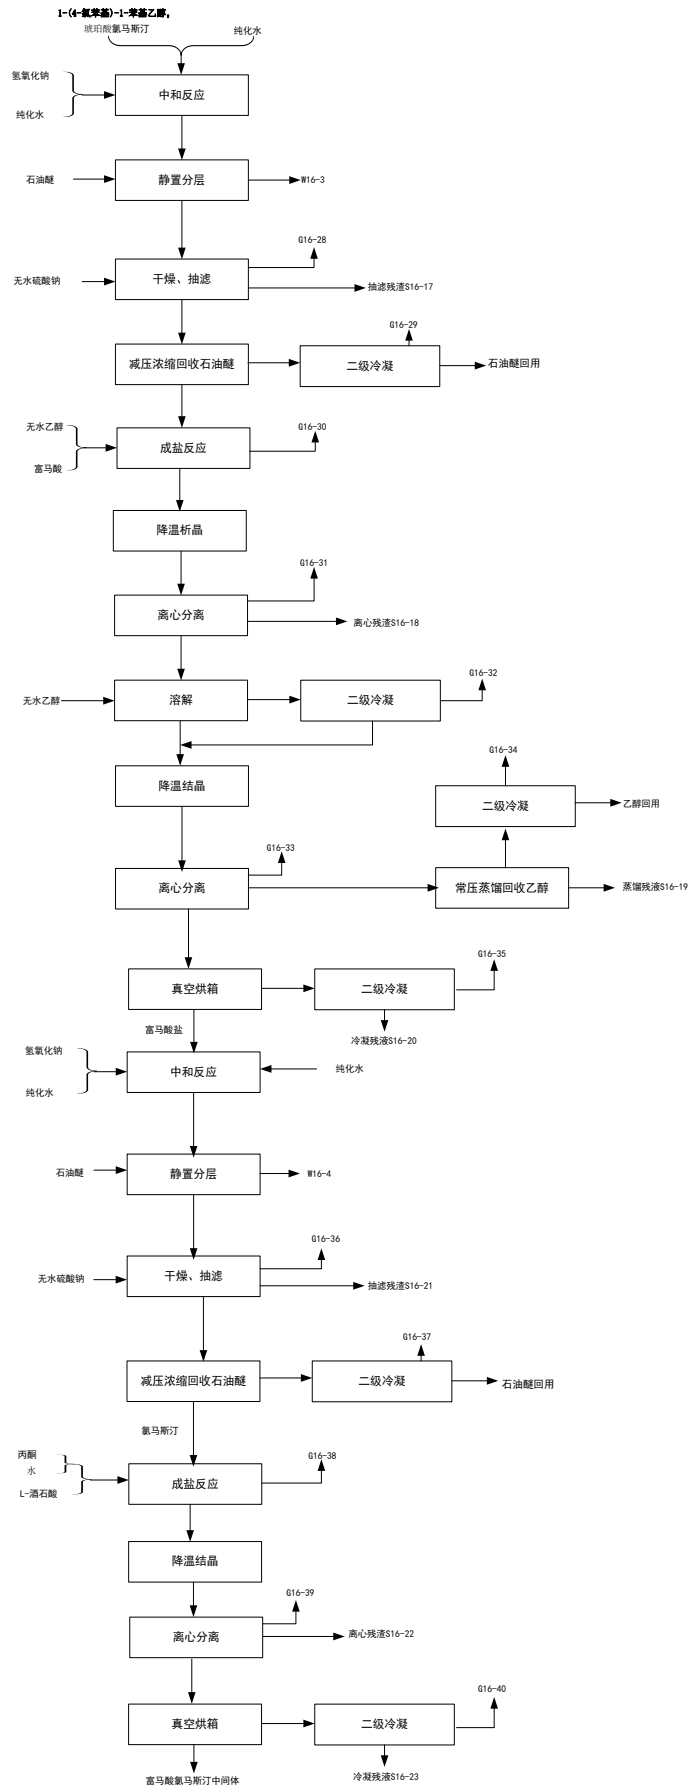 1-(4-氯苯基)-1-苯基乙醇,
琥珀酸氯马斯汀
纯化水
氢氧化钠
纯化水
中和反应
石油醚
静置分层
W16-3
G16-28
无水硫酸钠
干燥、抽滤
抽滤残渣S16-17
G16-29
减压浓缩回收石油醚
二级冷凝
石油醚回用
无水乙醇
富马酸
成盐反应
G16-30
降温析晶
G16-31
离心分离
离心残渣S16-18
G16-32
无水乙醇
溶解
二级冷凝
降温结晶
G16-34
二级冷凝
乙醇回用
G16-33
离心分离
常压蒸馏回收乙醇
蒸馏残液S16-19
G16-35
真空烘箱
二级冷凝
富马酸盐
冷凝残液S16-20
氢氧化钠
纯化水
中和反应
纯化水
石油醚
静置分层
W16-4
G16-36
无水硫酸钠
干燥、抽滤
抽滤残渣S16-21
G16-37
减压浓缩回收石油醚
二级冷凝
石油醚回用
氯马斯汀
丙酮
水
L-酒石酸
成盐反应
G16-38
降温结晶
G16-39
离心分离
离心残渣S16-22
G16-40
真空烘箱
二级冷凝
富马酸氯马斯汀中间体
冷凝残液S16-23